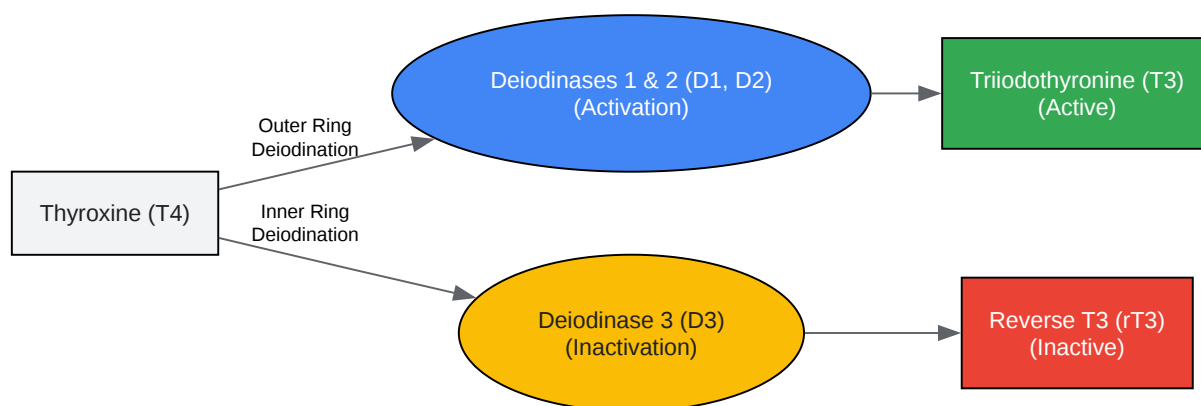 Thyroxine (T4)
Outer Ring
Deiodination
Deiodinases 1 & 2 (D1, D2)
(Activation)
Triiodothyronine (T3)
(Active)
Inner Ring
Deiodination
Deiodinase 3 (D3)
(Inactivation)
Reverse T3 (rT3)
(Inactive)